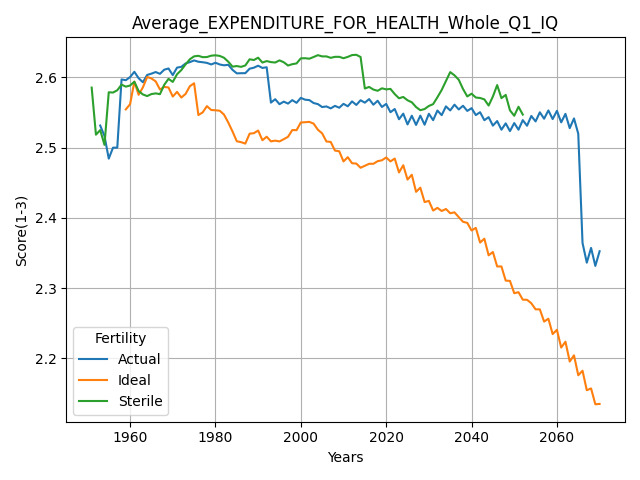 Average_EXPENDITURE_FOR_HEALTH_Whole_Q1_IQ
Score(1-3)
2.6
2.5
2.4
2.3
2.2
Fertility
Actual
Ideal
Sterile
1960 1980 2000 2020 2040 2060
Years